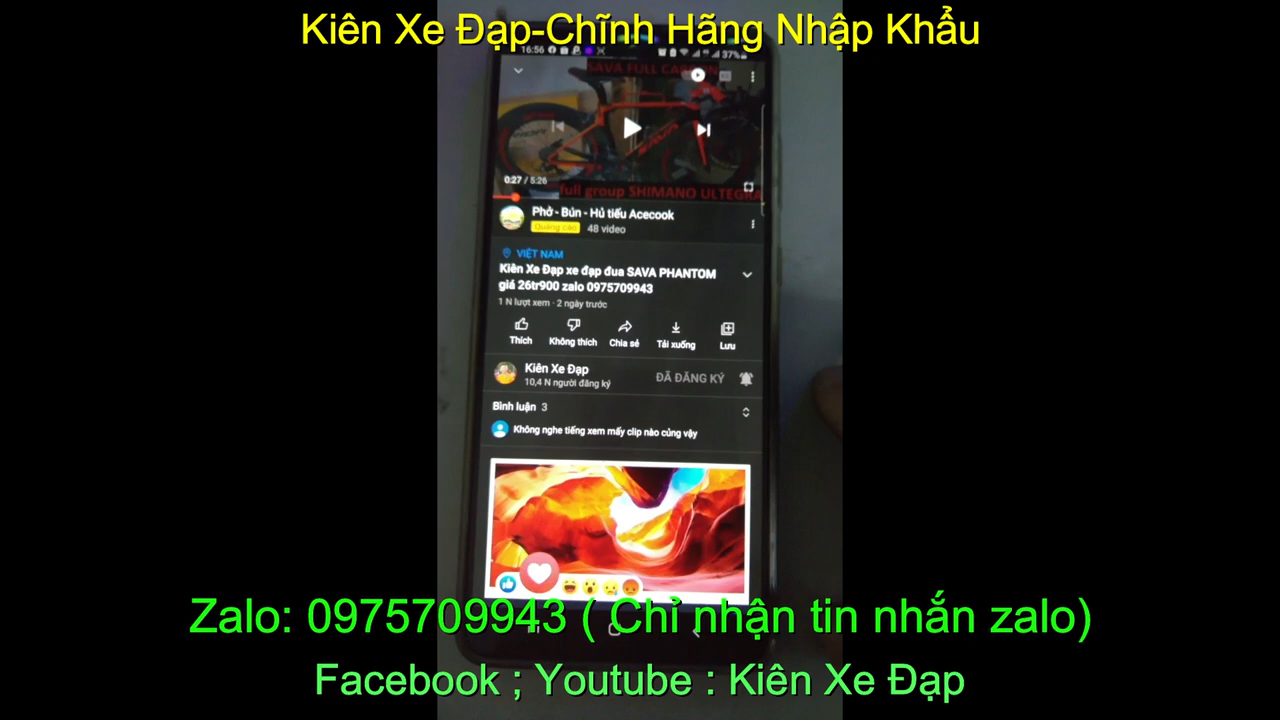 Kiên Xe Đạp-Chĩnh Hãng Nhập Khẩu
16:56
37%
SAVA FULL CARBON
0:27 / 5:26
full group SHIMANO ULTEGRA
Phở - Bún - Hủ tiếu Acecook
Quảng cáo 48 video
VIỆT NAM
Kiên Xe Đạp xe đạp đua SAVA PHANTOM
giá 26tr900 zalo 0975709943
1 N lượt xem · 2 ngày trước
Thích Không thích Chia sẻ Tải xuống Lưu
Kiên Xe Đạp
10,4 N người đăng ký
ĐÃ ĐĂNG KÝ
Bình luận 3
Không nghe tiếng xem mấy clip nào củng vậy
Zalo: 0975709943 ( Chỉ nhận tin nhắn zalo)
Facebook ; Youtube : Kiên Xe Đạp